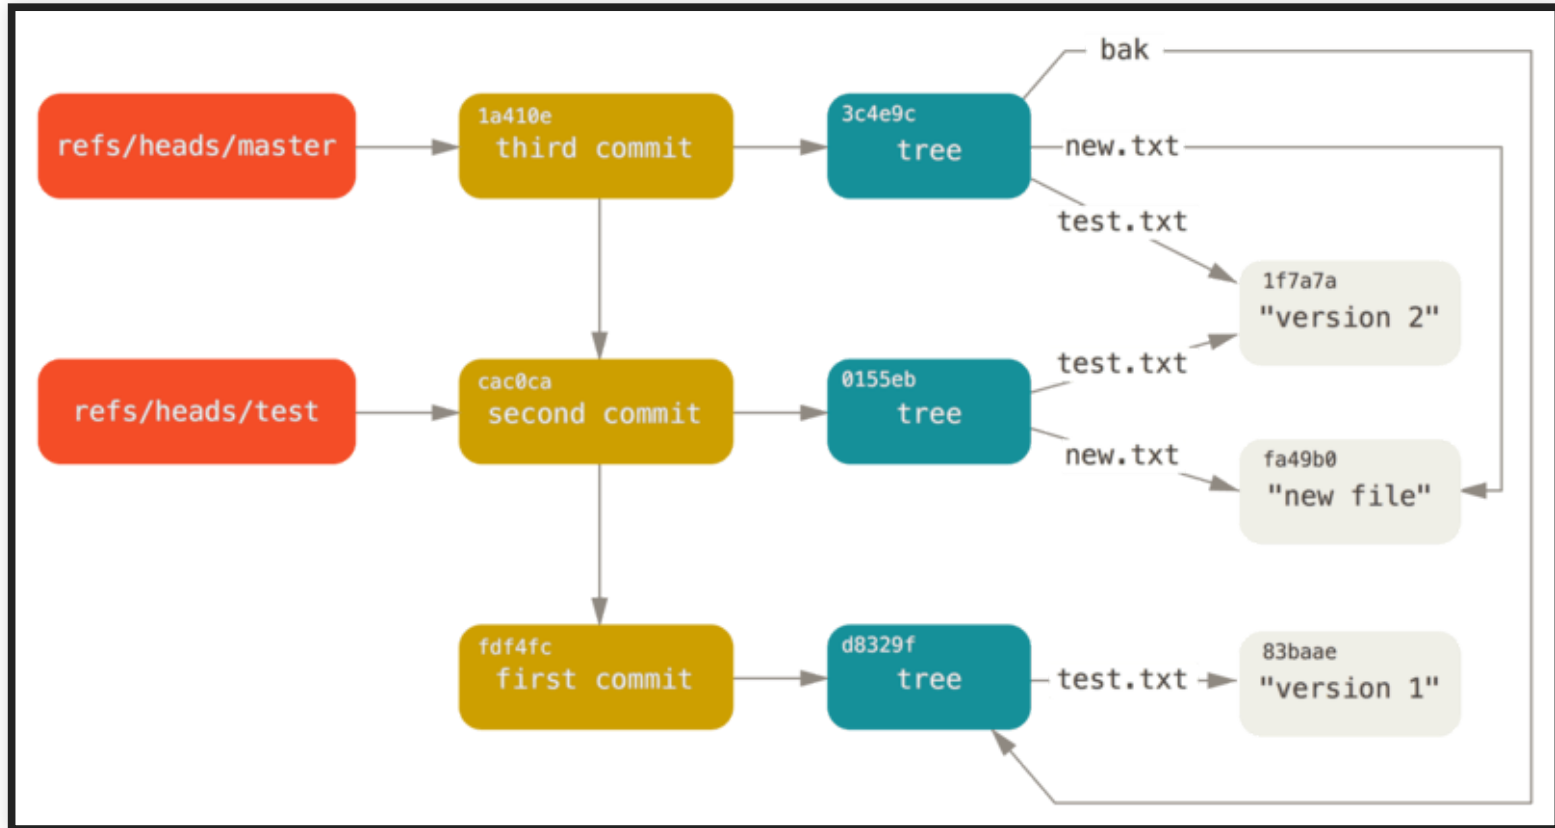 bak
1a410e
3c4e9c
refs/heads/master
third commit
tree
new.txt
test.txt
1f7a7a
"version 2"
cac0ca
0155eb
test.txt
refs/heads/test
second commit
tree
new.txt
fa49b0
"new file"
fdf4fc
d8329f
83baae
first commit
tree
test.txt
"version 1"